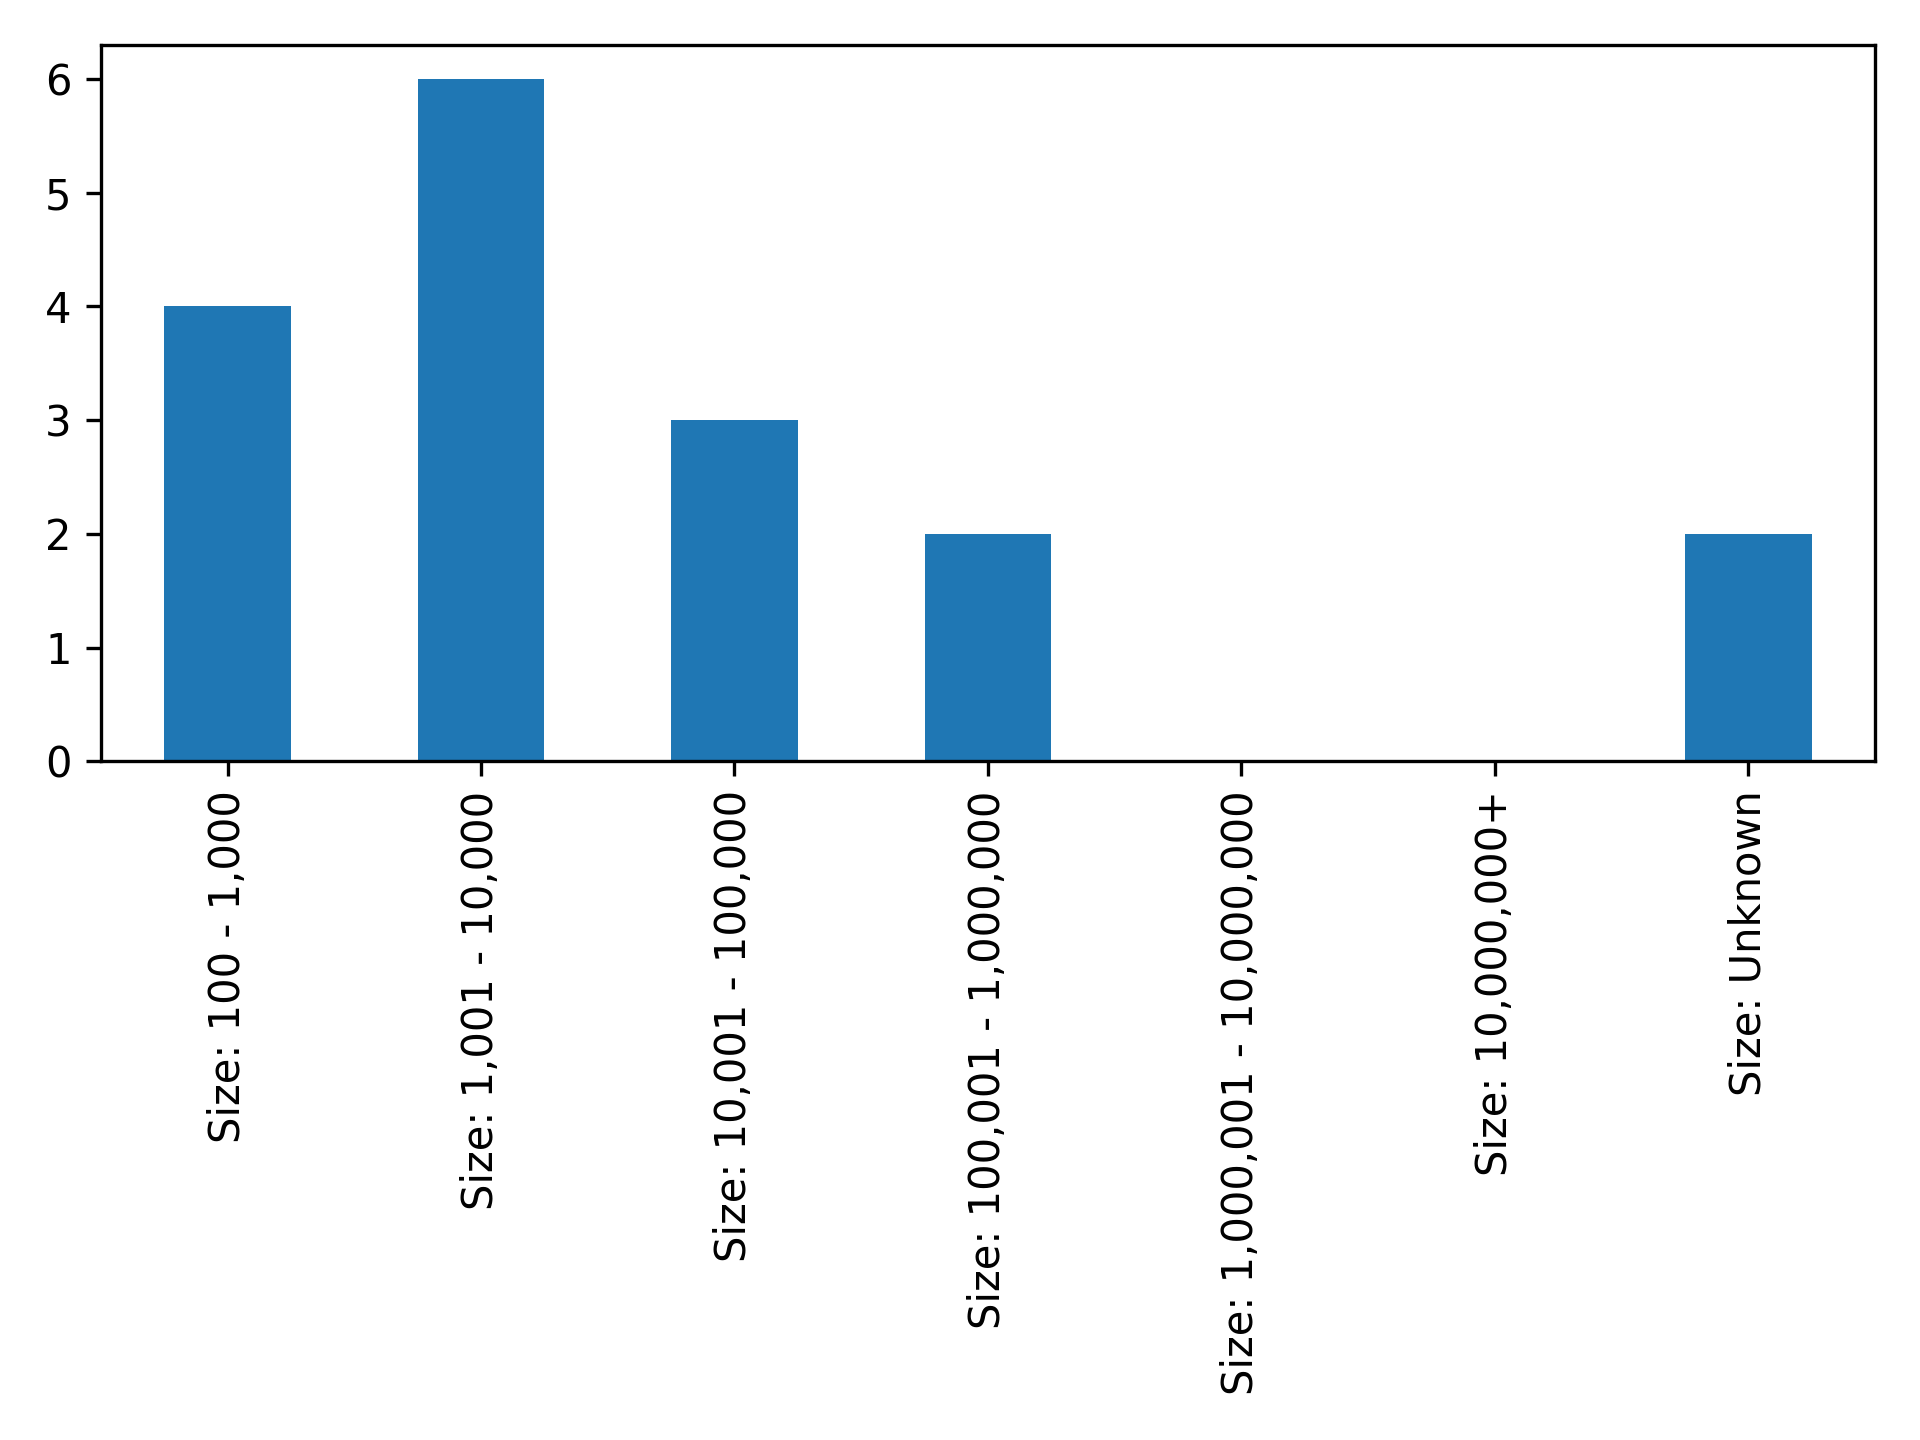 6
5
4
3
2
1
0
Size: 100 - 1,000
Size: 1,001 - 10,000
Size: 10,001 - 100,000
Size: 100,001 - 1,000,000
Size: 1,000,001 - 10,000,000
Size: 10,000,000+
Size: Unknown